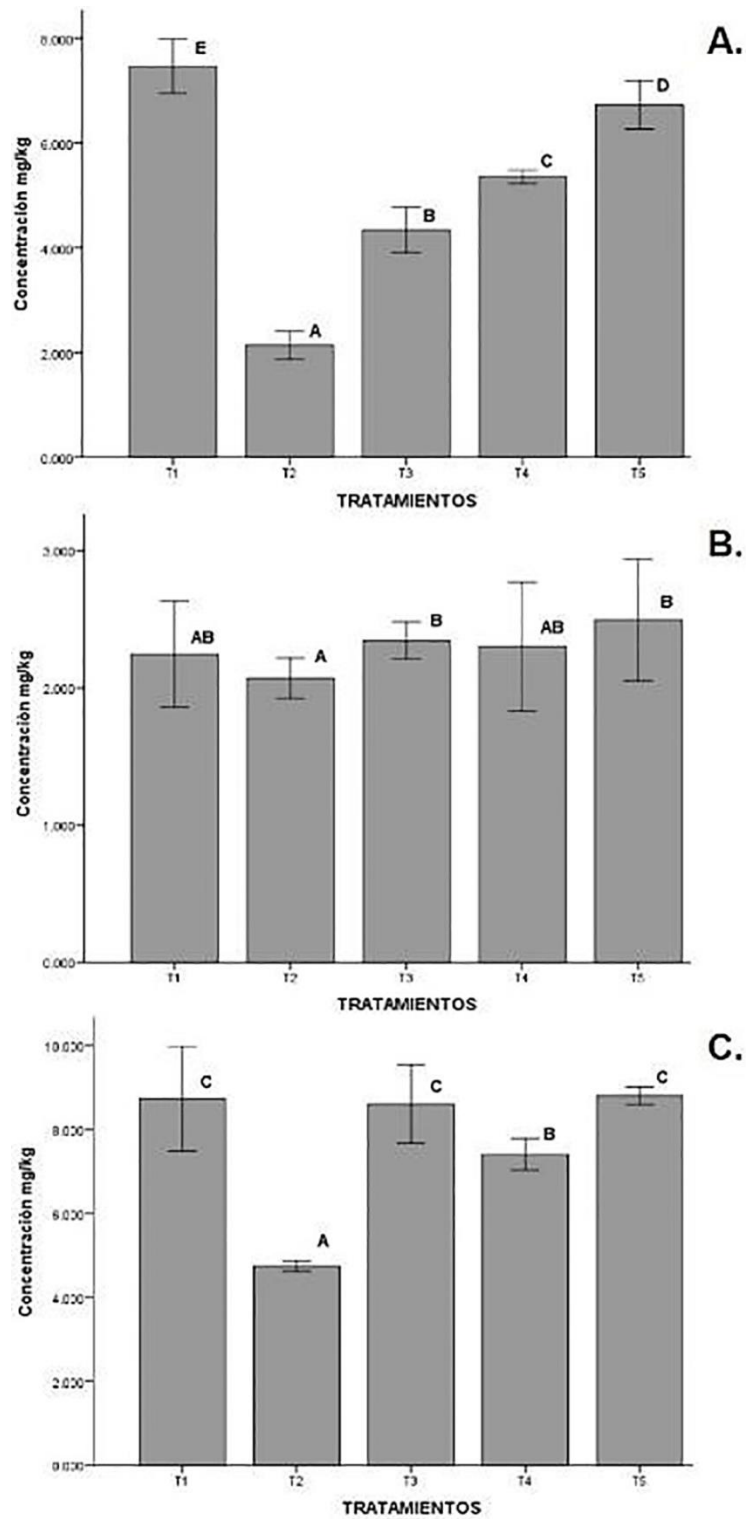 A.
8.000
E
D
6.000
C
B
4.000
A
2.000
0.000
Concentración mg/kg
T1 T2 T3 T4 T5
TRATAMIENTOS
B.
3.000
AB A B AB B
2.000
1.000
0.000
Concentración mg/kg
T1 T2 T3 T4 T5
TRATAMIENTOS
C.
10.000
C C C
B
8.000
6.000
A
4.000
2.000
0.000
Concentración mg/kg
T1 T2 T3 T4 T5
TRATAMIENTOS